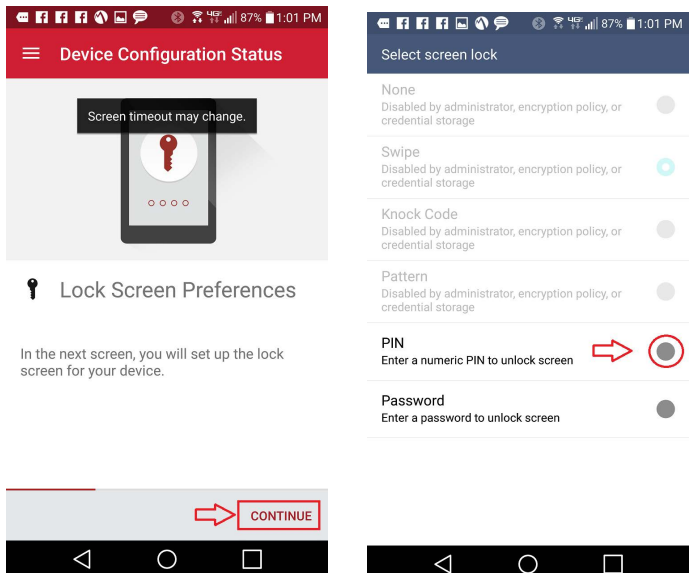 87% 1:01 PM
Device Configuration Status
Screen timeout may change.
Lock Screen Preferences
In the next screen, you will set up the lock
screen for your device.
CONTINUE
4G 87% 1:01 PM
Select screen lock
None
Disabled by administrator, encryption policy, or
credential storage
Swipe
Disabled by administrator, encryption policy, or
credential storage
Knock Code
Disabled by administrator, encryption policy, or
credential storage
Pattern
Disabled by administrator, encryption policy, or
credential storage
PIN
Enter a numeric PIN to unlock screen
Password
Enter a password to unlock screen